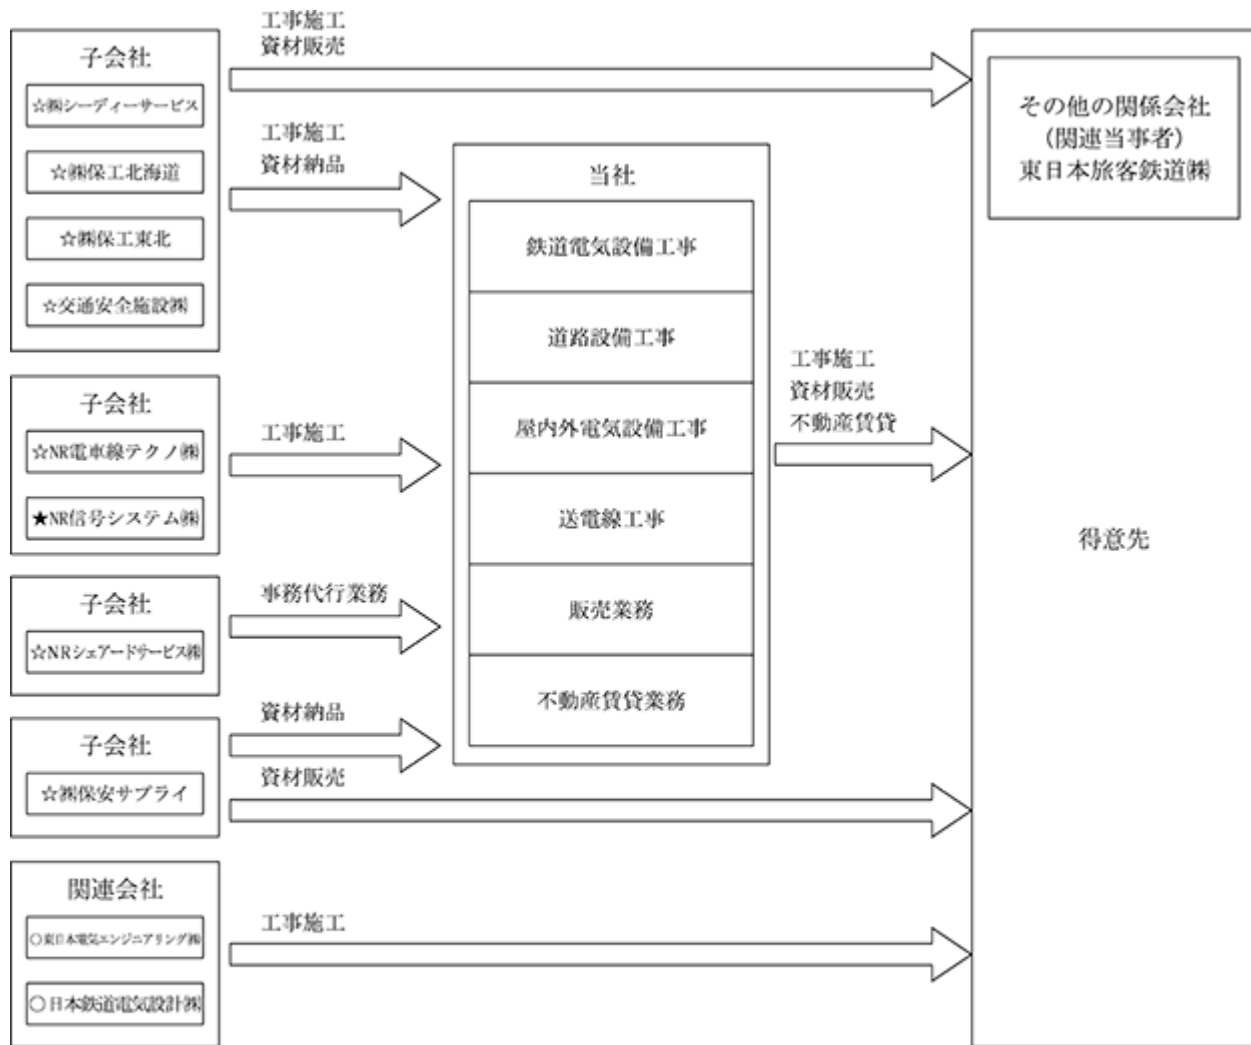 工事施工
資材販売
子会社
☆㈱シーディーサービス
☆㈱保工北海道
☆㈱保工東北
☆交通安全施設㈱
工事施工
資材納品
子会社
☆NR電車線テクノ㈱
★NR信号システム㈱
工事施工
子会社
☆NRシェアードサービス㈱
事務代行業務
子会社
☆㈱保安サプライ
資材納品
資材販売
関連会社
○東日本電気エンジニアリング㈱
○日本鉄道電気設計㈱
工事施工
当社
鉄道電気設備工事
道路設備工事
屋内外電気設備工事
送電線工事
販売業務
不動産賃貸業務
工事施工
資材販売
不動産賃貸
その他の関係会社
(関連当事者)
東日本旅客鉄道㈱
得意先